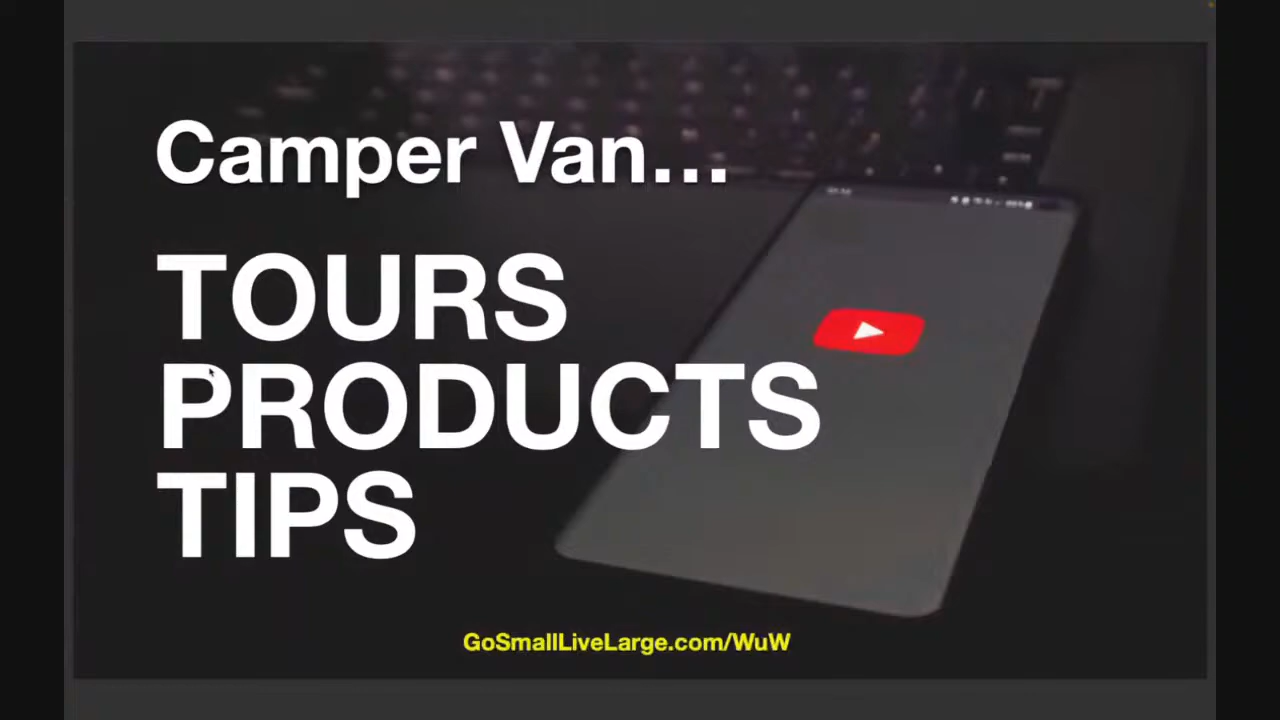 Camper Van...
TOURS
PRODUCTS
TIPS
GoSmallLiveLarge.com/WuW